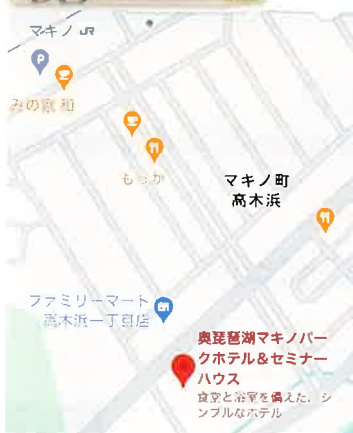 マキノ JR
P
もっか
マキノ町
高木浜
ファミリーマート
高木浜一丁目店
奥琵琶湖マキノパー
クホテル＆セミナー
ハウス
食堂と浴室を備えた、シ
ンプルなホテル